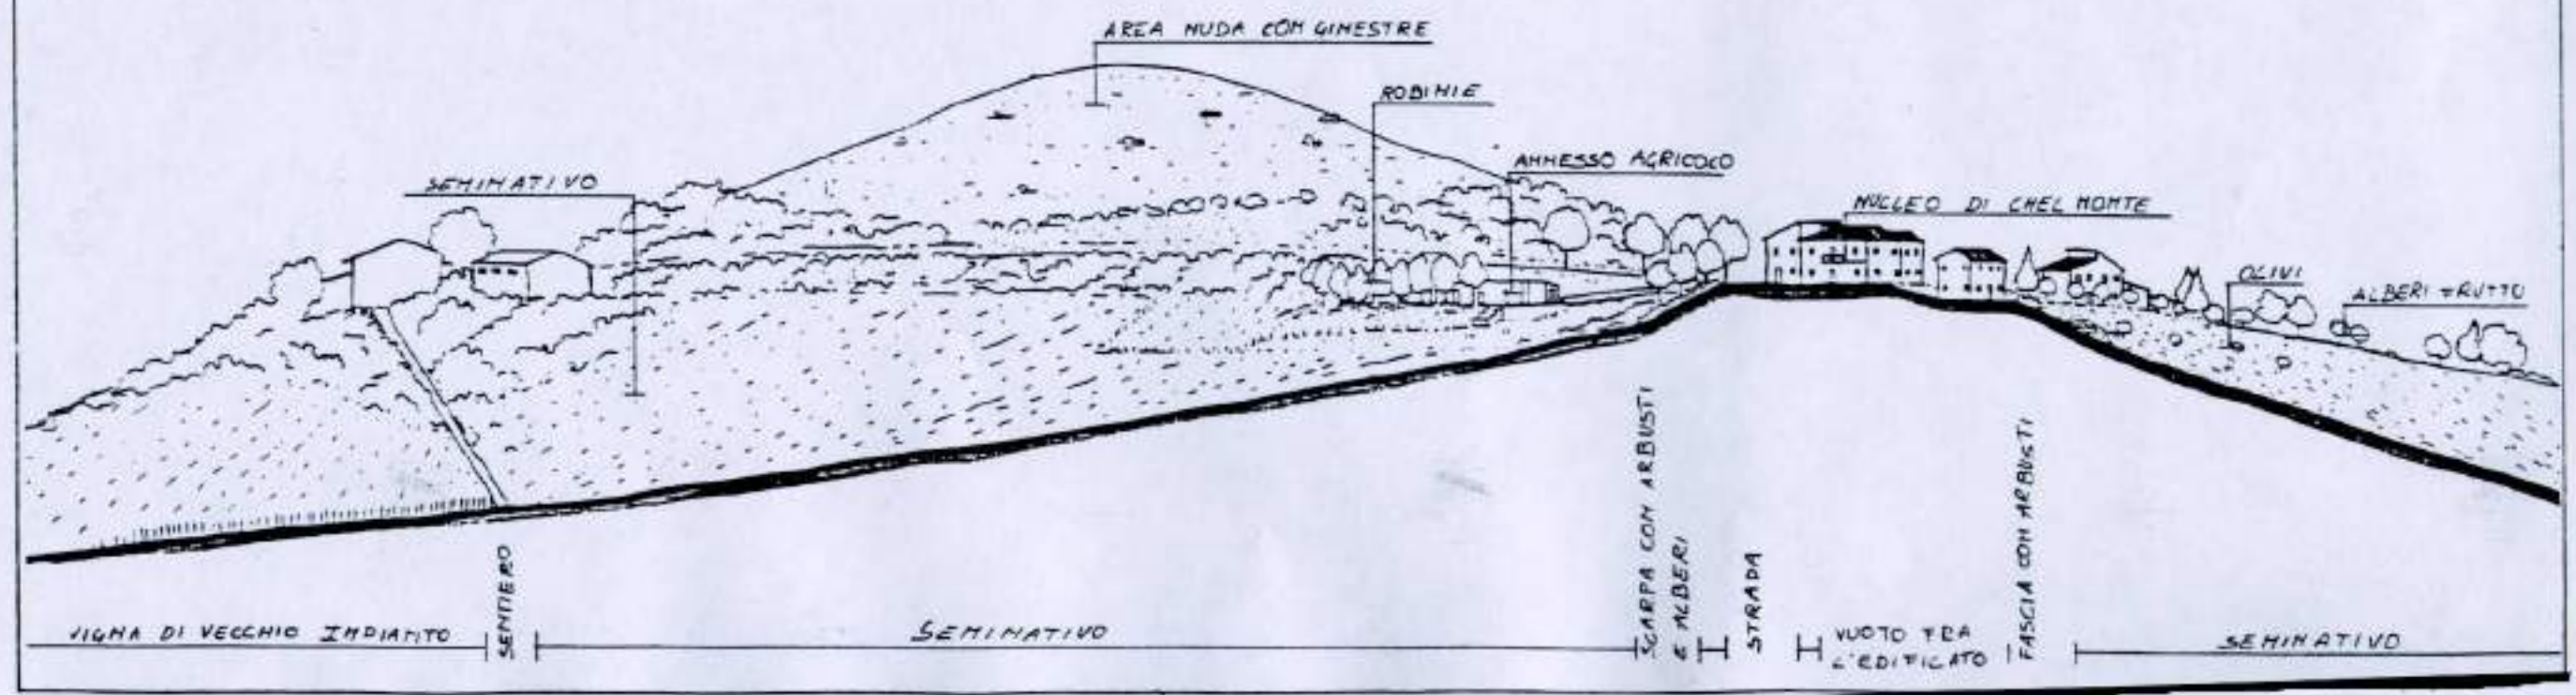 AREA NUDA CON GINESTRE
ROBINIE
ANNESSO AGRICOLO
SEMINATIVO
NUCLEO DI CHEL MONTE
OLIVI
ALBERI FRUTTO
SCARPA CON ARBUSTI
E ALBERI
FASCIA CON ARBUSTI
SENTIERO
STRADA
VIGNA DI VECCHIO IMPIANTO
SEMINATIVO
VUOTO FRA
L'EDIFICATO
SEMINATIVO